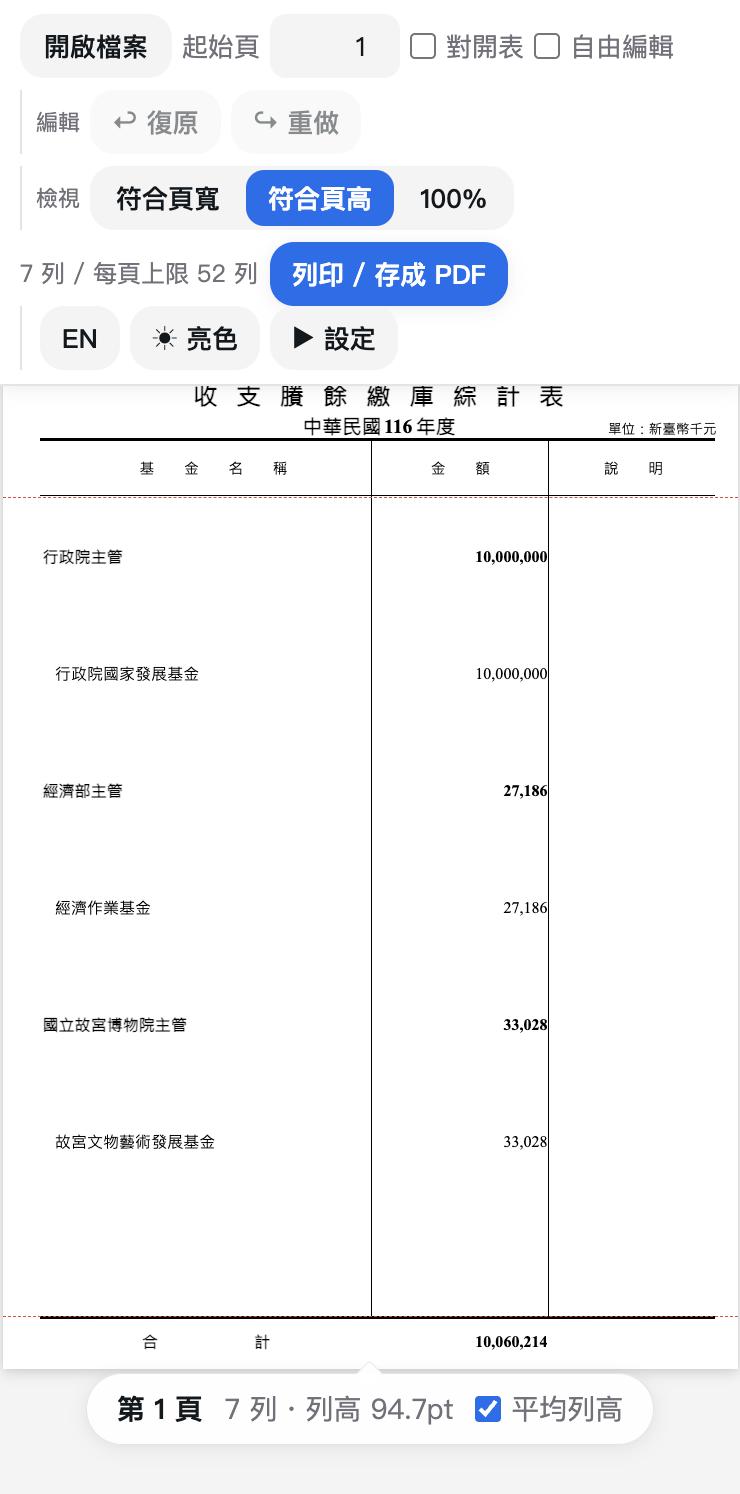 開啟檔案 起始頁 1 對開表 自由編輯
編輯 ↩ 復原 ↪ 重做
檢視 符合頁寬 符合頁高 100%
7 列 / 每頁上限 52 列 列印 / 存成 PDF
EN ☀ 亮色 ▶ 設定
收支賸餘繳庫綜計表
中華民國 116 年度 單位：新臺幣千元
基金名稱 金額 說明
行政院主管 10,000,000
行政院國家發展基金 10,000,000
經濟部主管 27,186
經濟作業基金 27,186
國立故宮博物院主管 33,028
故宮文物藝術發展基金 33,028
合計 10,060,214
第 1 頁 7 列 · 列高 94.7pt 平均列高